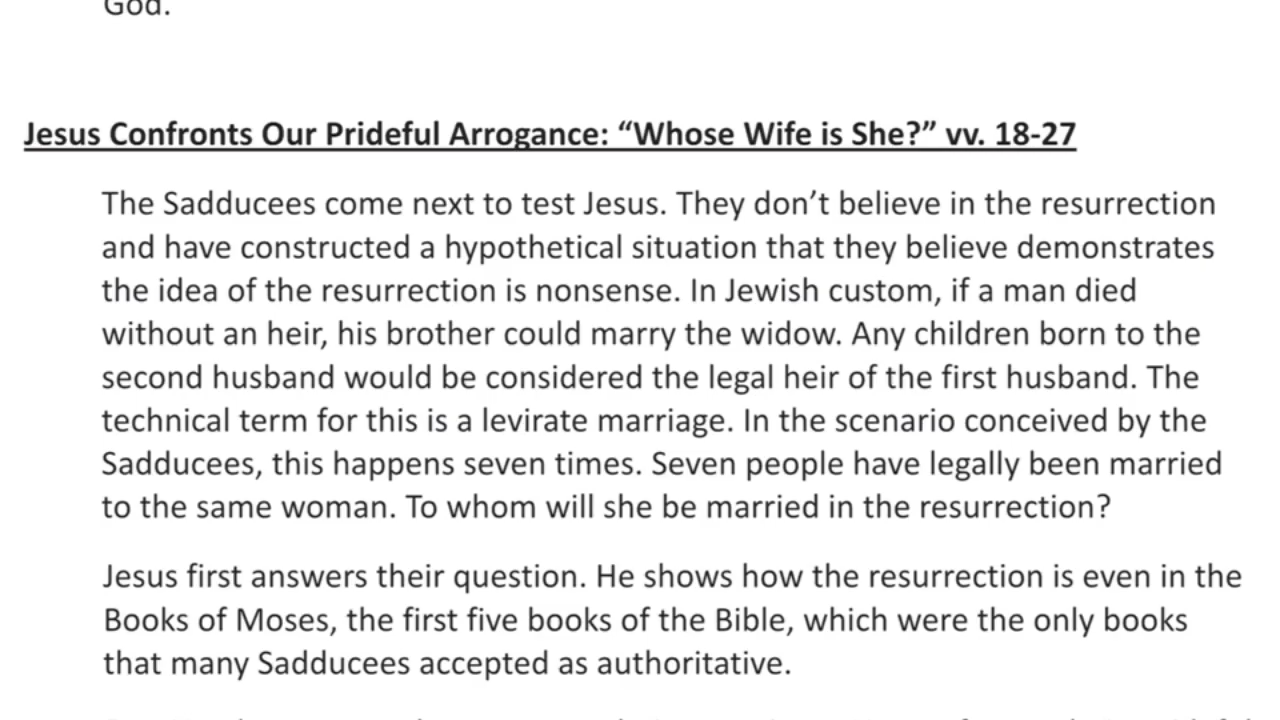 God.
Jesus Confronts Our Prideful Arrogance: “Whose Wife is She?” vv. 18-27
The Sadducees come next to test Jesus. They don’t believe in the resurrection
and have constructed a hypothetical situation that they believe demonstrates
the idea of the resurrection is nonsense. In Jewish custom, if a man died
without an heir, his brother could marry the widow. Any children born to the
second husband would be considered the legal heir of the first husband. The
technical term for this is a levirate marriage. In the scenario conceived by the
Sadducees, this happens seven times. Seven people have legally been married
to the same woman. To whom will she be married in the resurrection?
Jesus first answers their question. He shows how the resurrection is even in the
Books of Moses, the first five books of the Bible, which were the only books
that many Sadducees accepted as authoritative.